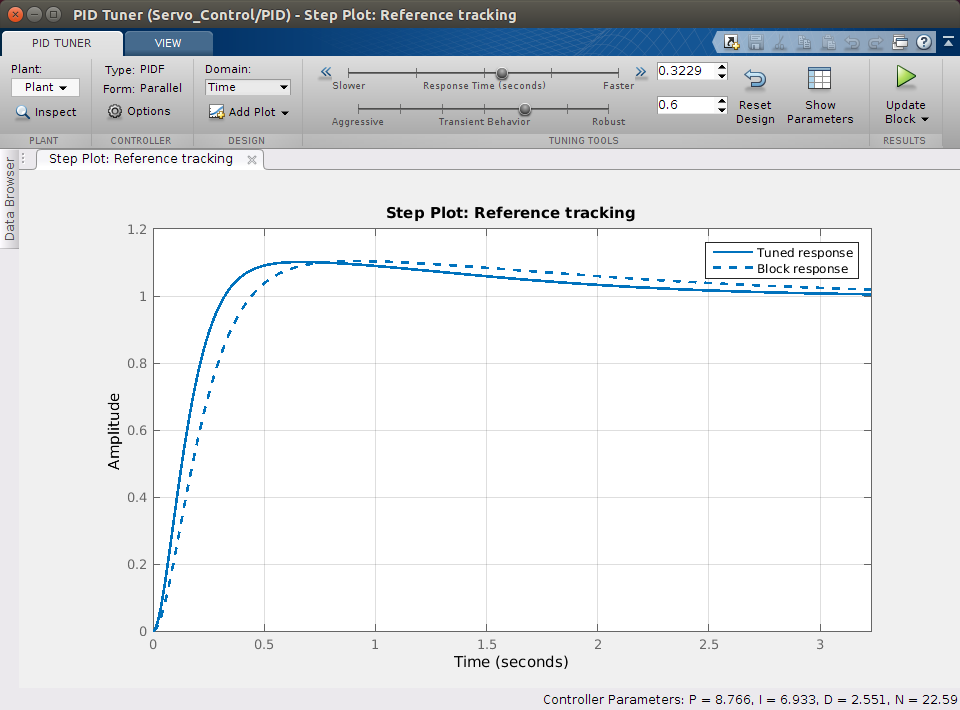 PID Tuner (Servo_Control/PID) - Step Plot: Reference tracking
PID TUNER
VIEW
Plant:
Plant
Inspect
PLANT
Type: PIDF
Form: Parallel
Options
CONTROLLER
Domain:
Time
Add Plot
DESIGN
Slower
Response Time (seconds)
Faster
0.3229
Aggressive
Transient Behavior
Robust
0.6
Reset
Design
Show
Parameters
TUNING TOOLS
Update
Block
RESULTS
Data Browser
Step Plot: Reference tracking
Step Plot: Reference tracking
Tuned response
Block response
Amplitude
1.2
1
0.8
0.6
0.4
0.2
0
0 0.5 1 1.5 2 2.5 3
Time (seconds)
Controller Parameters: P = 8.766, I = 6.933, D = 2.551, N = 22.59